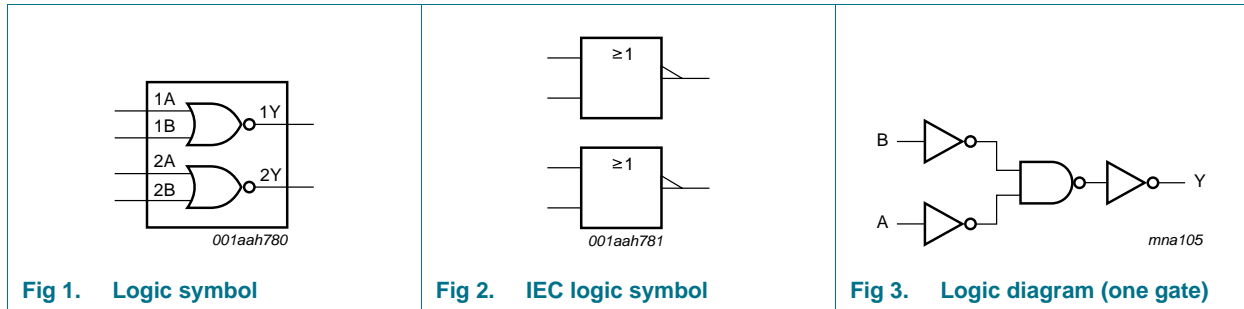 1A
1B
1Y
2A
2B
2Y
001aah780
Fig 1. Logic symbol
≥1
≥1
001aah781
Fig 2. IEC logic symbol
B
A
Y
mna105
Fig 3. Logic diagram (one gate)